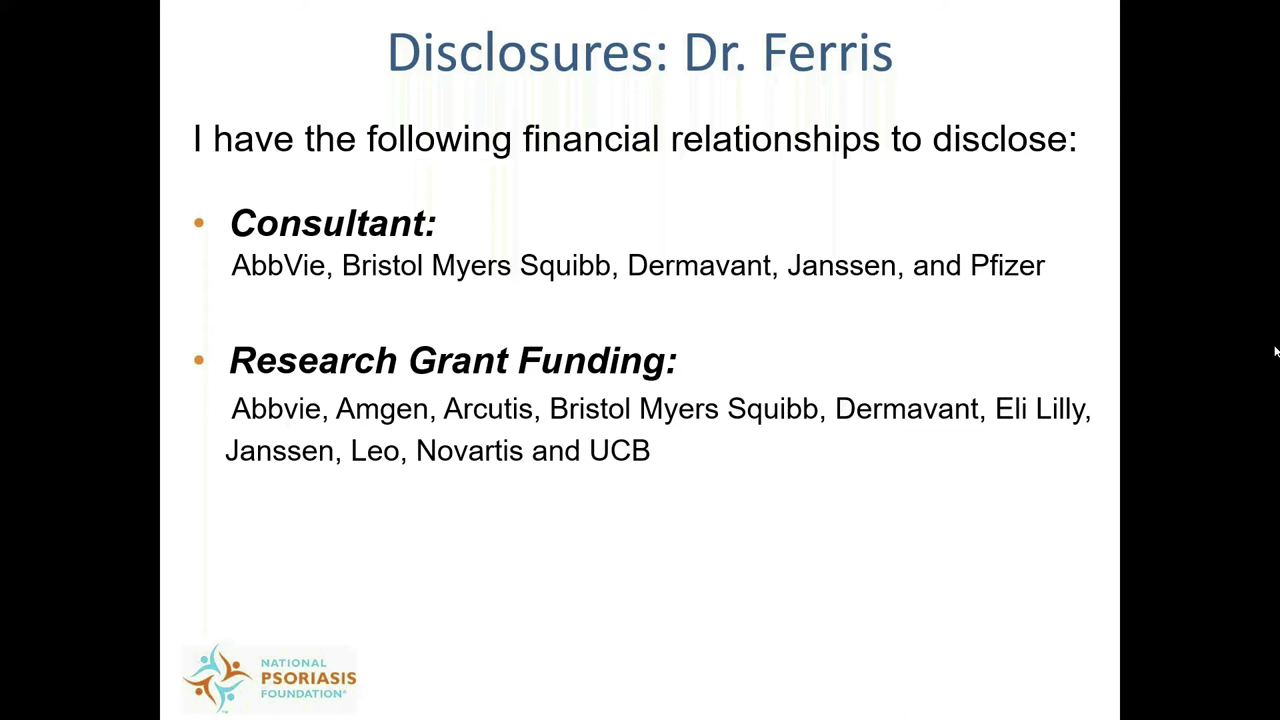 Disclosures: Dr. Ferris
I have the following financial relationships to disclose:
• Consultant:
AbbVie, Bristol Myers Squibb, Dermavant, Janssen, and Pfizer
• Research Grant Funding:
Abbvie, Amgen, Arcutis, Bristol Myers Squibb, Dermavant, Eli Lilly,
Janssen, Leo, Novartis and UCB
NATIONAL
PSORIASIS
FOUNDATION®